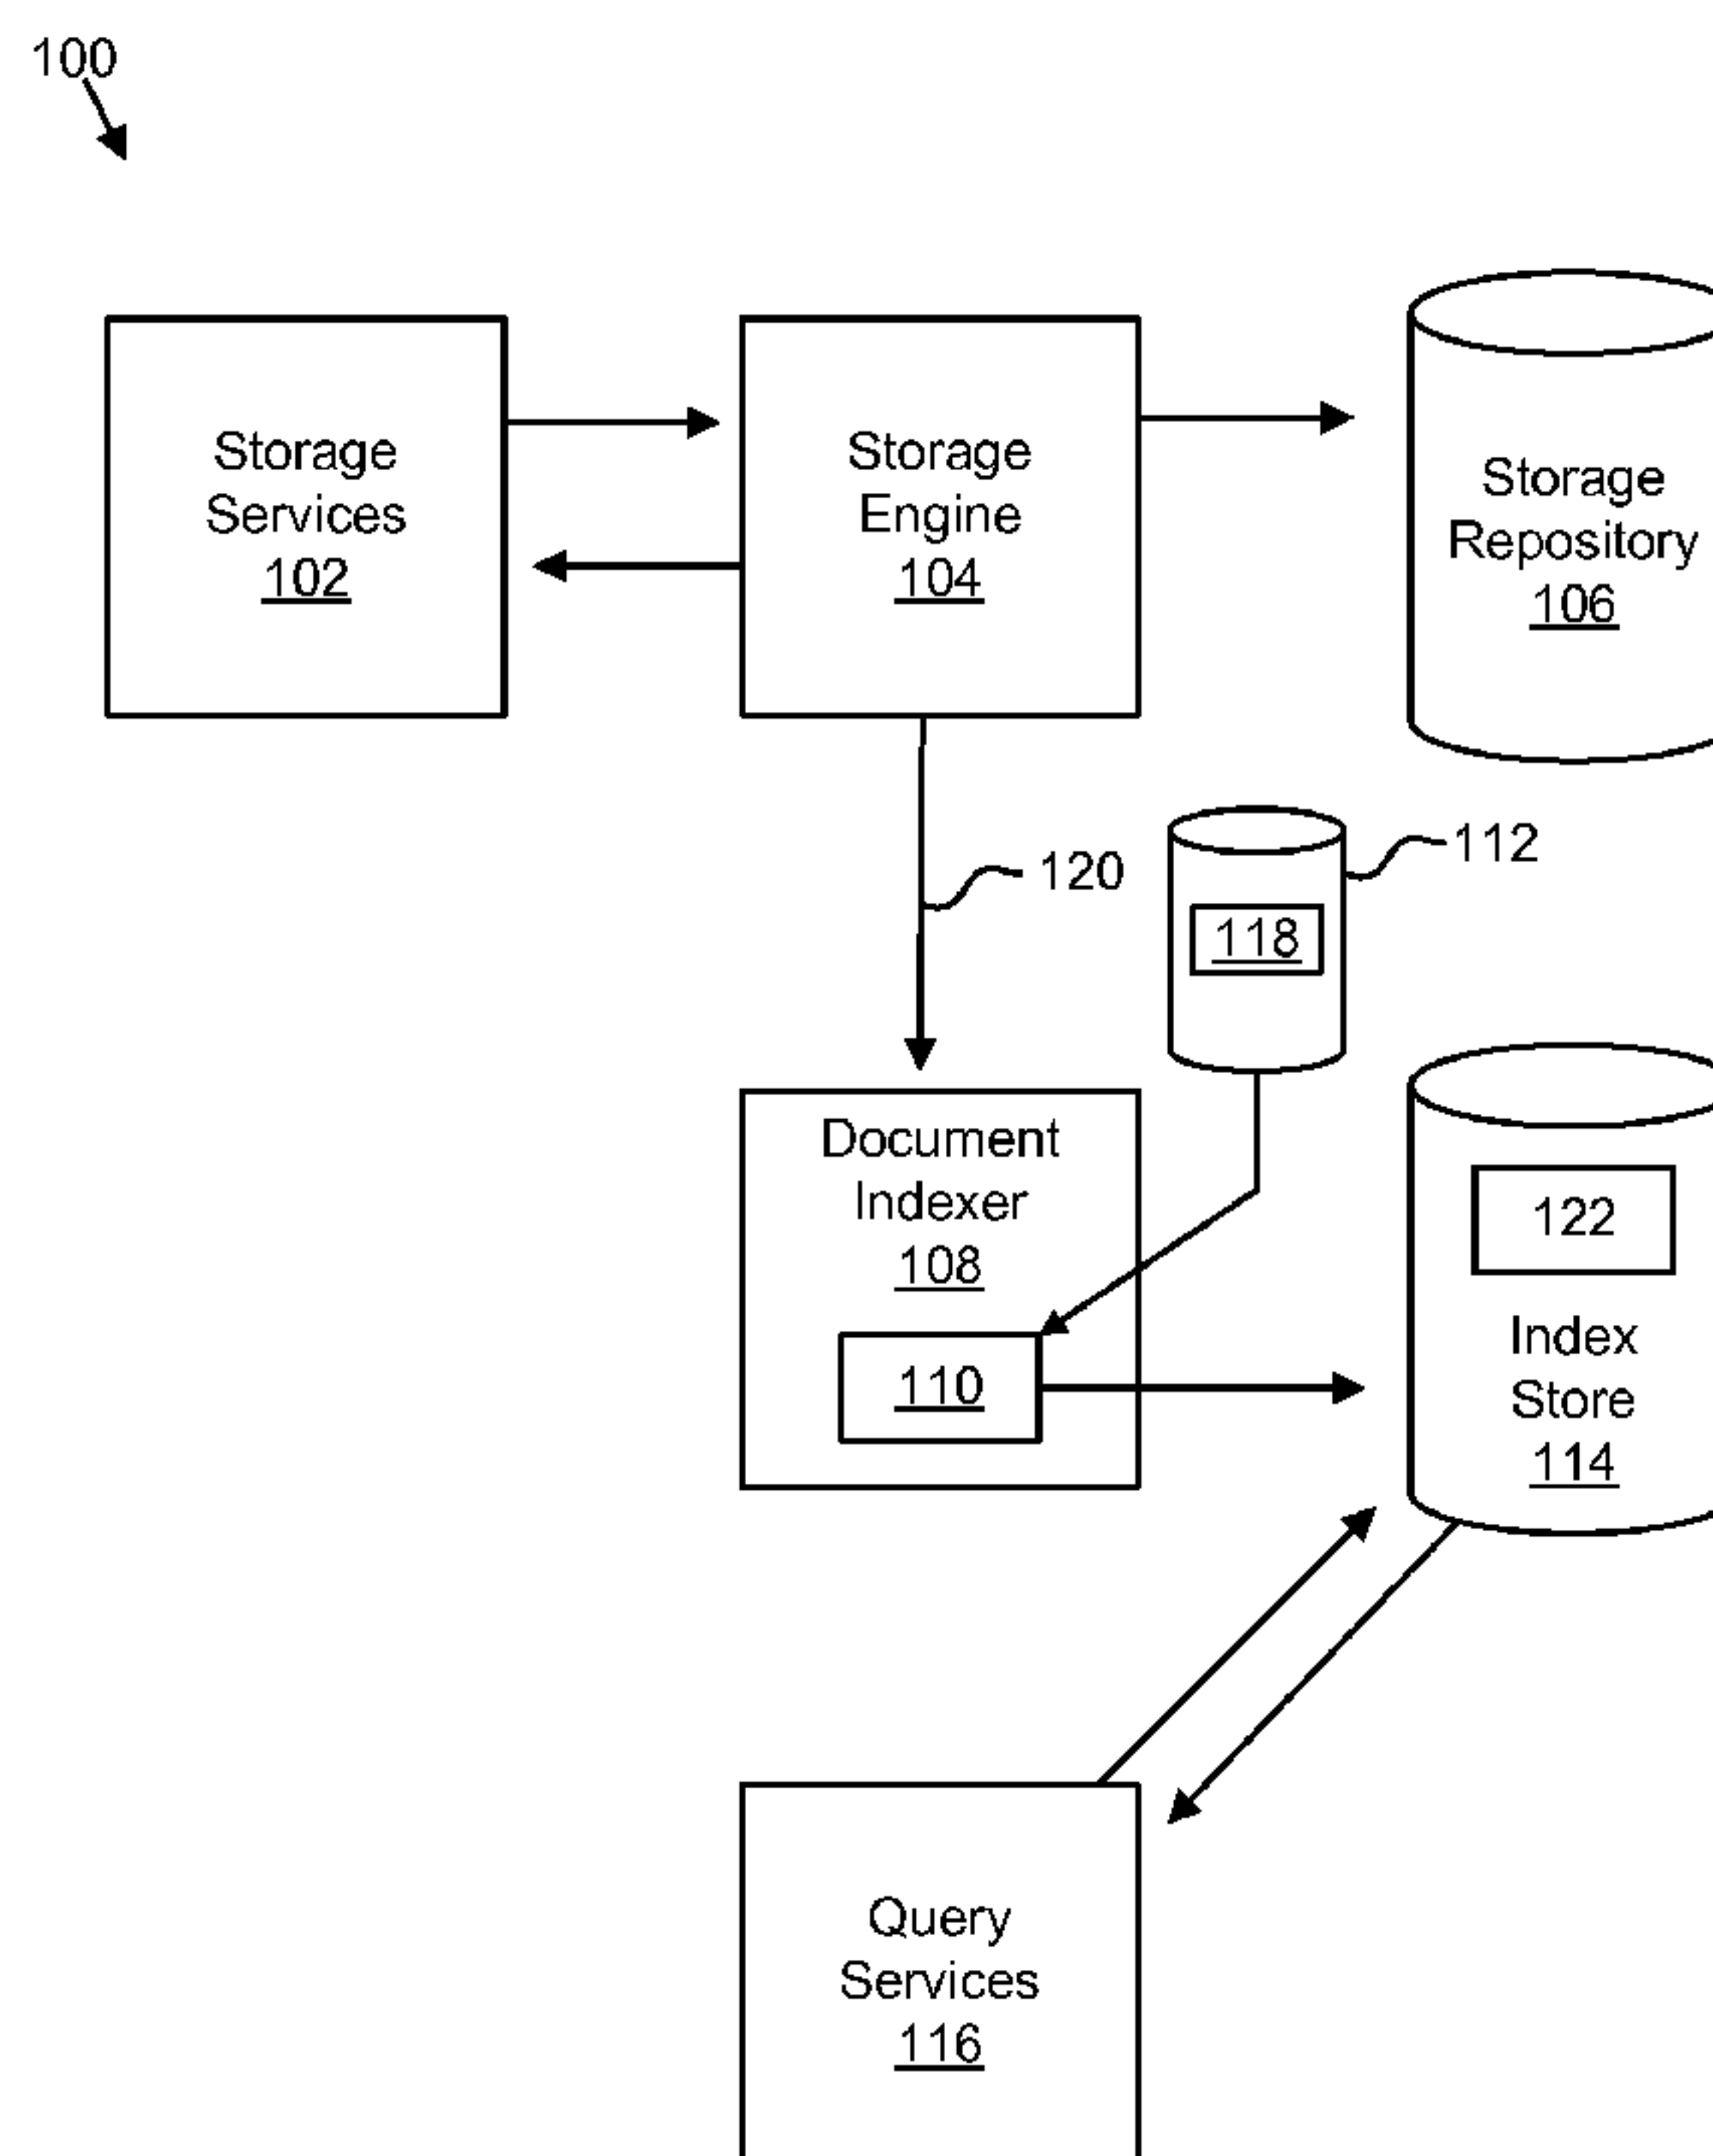 100
Storage
Services
102
Storage
Engine
104
Storage
Repository
106
120
112
118
Document
Indexer
108
110
122
Index
Store
114
Query
Services
116